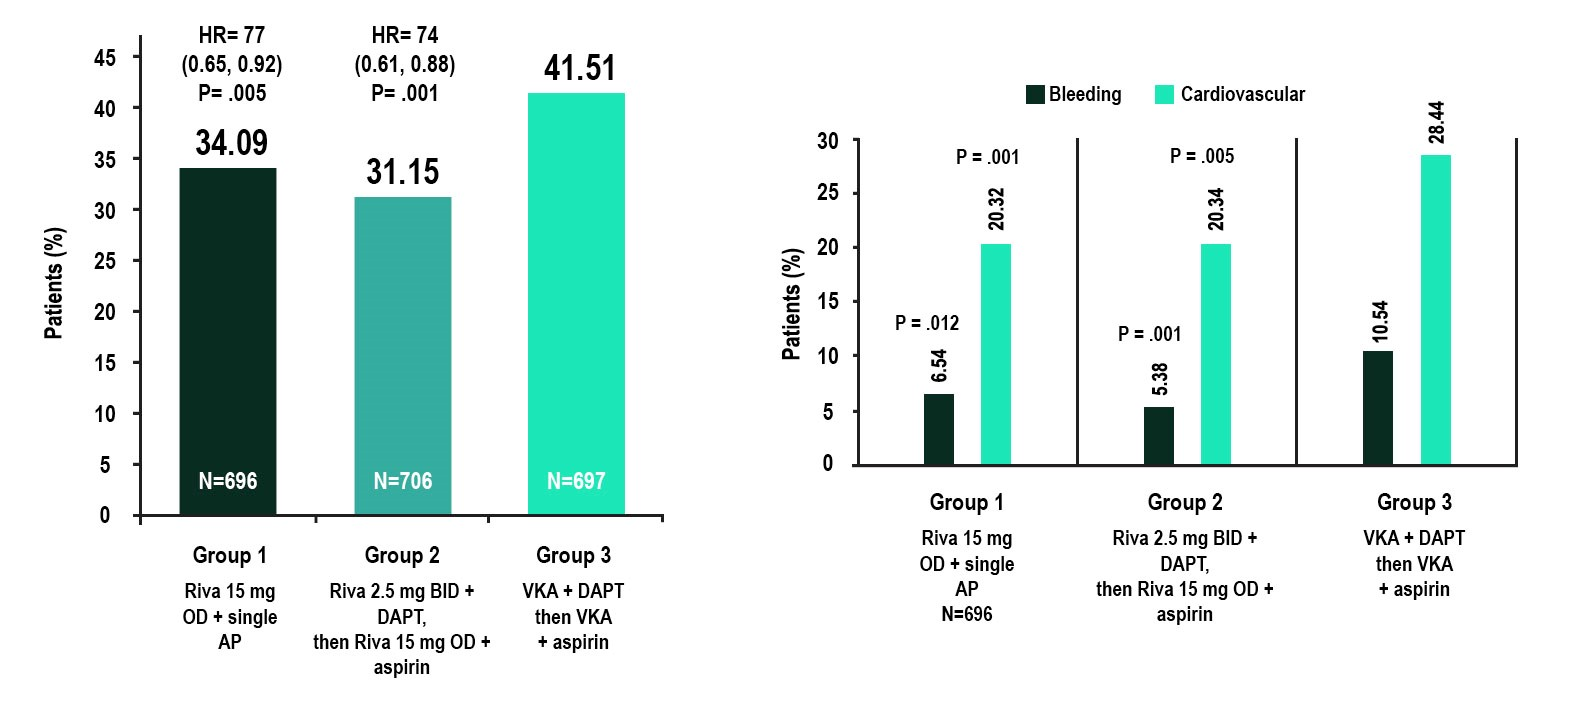 HR= 77
(0.65, 0.92)
P= .005
HR= 74
(0.61, 0.88)
P= .001
34.09
31.15
41.51
45
40
35
30
25
20
15
10
5
0
Patients (%)
N=696
N=706
N=697
Group 1
Riva 15 mg
OD + single
AP
Group 2
Riva 2.5 mg BID +
DAPT,
then Riva 15 mg OD +
aspirin
Group 3
VKA + DAPT
then VKA
+ aspirin
Bleeding
Cardiovascular
30
25
20
15
10
5
0
Patients (%)
P = .012
6.54
P = .001
20.32
P = .001
5.38
P = .005
20.34
10.54
28.44
Group 1
Riva 15 mg
OD + single
AP
N=696
Group 2
Riva 2.5 mg BID +
DAPT,
then Riva 15 mg OD +
aspirin
Group 3
VKA + DAPT
then VKA
+ aspirin